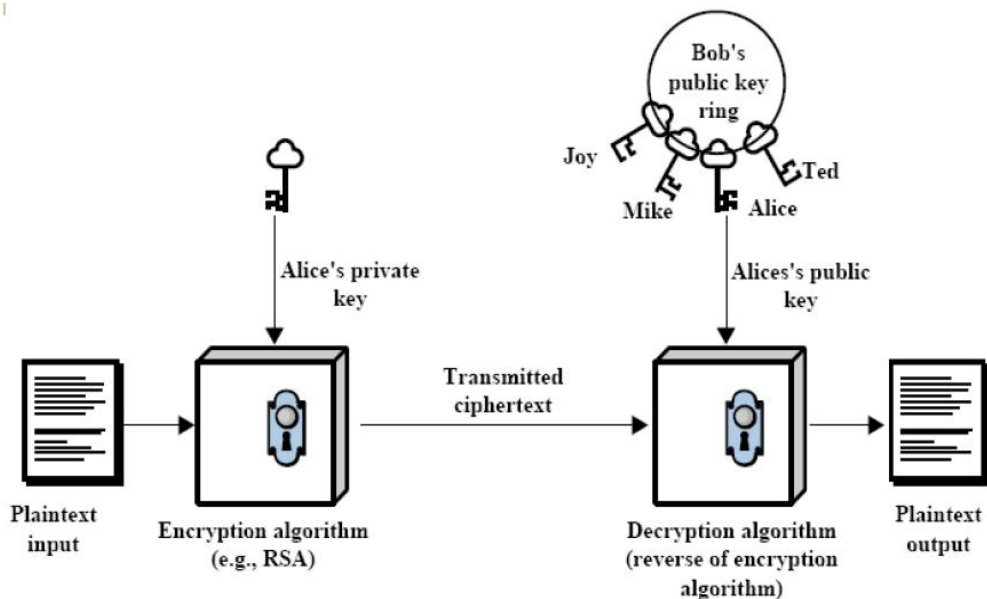 Bob's
public key
ring
Joy
Mike
Alice
Ted
Alice's private
key
Alices's public
key
Transmitted
ciphertext
Plaintext
input
Encryption algorithm
(e.g., RSA)
Decryption algorithm
(reverse of encryption
algorithm)
Plaintext
output